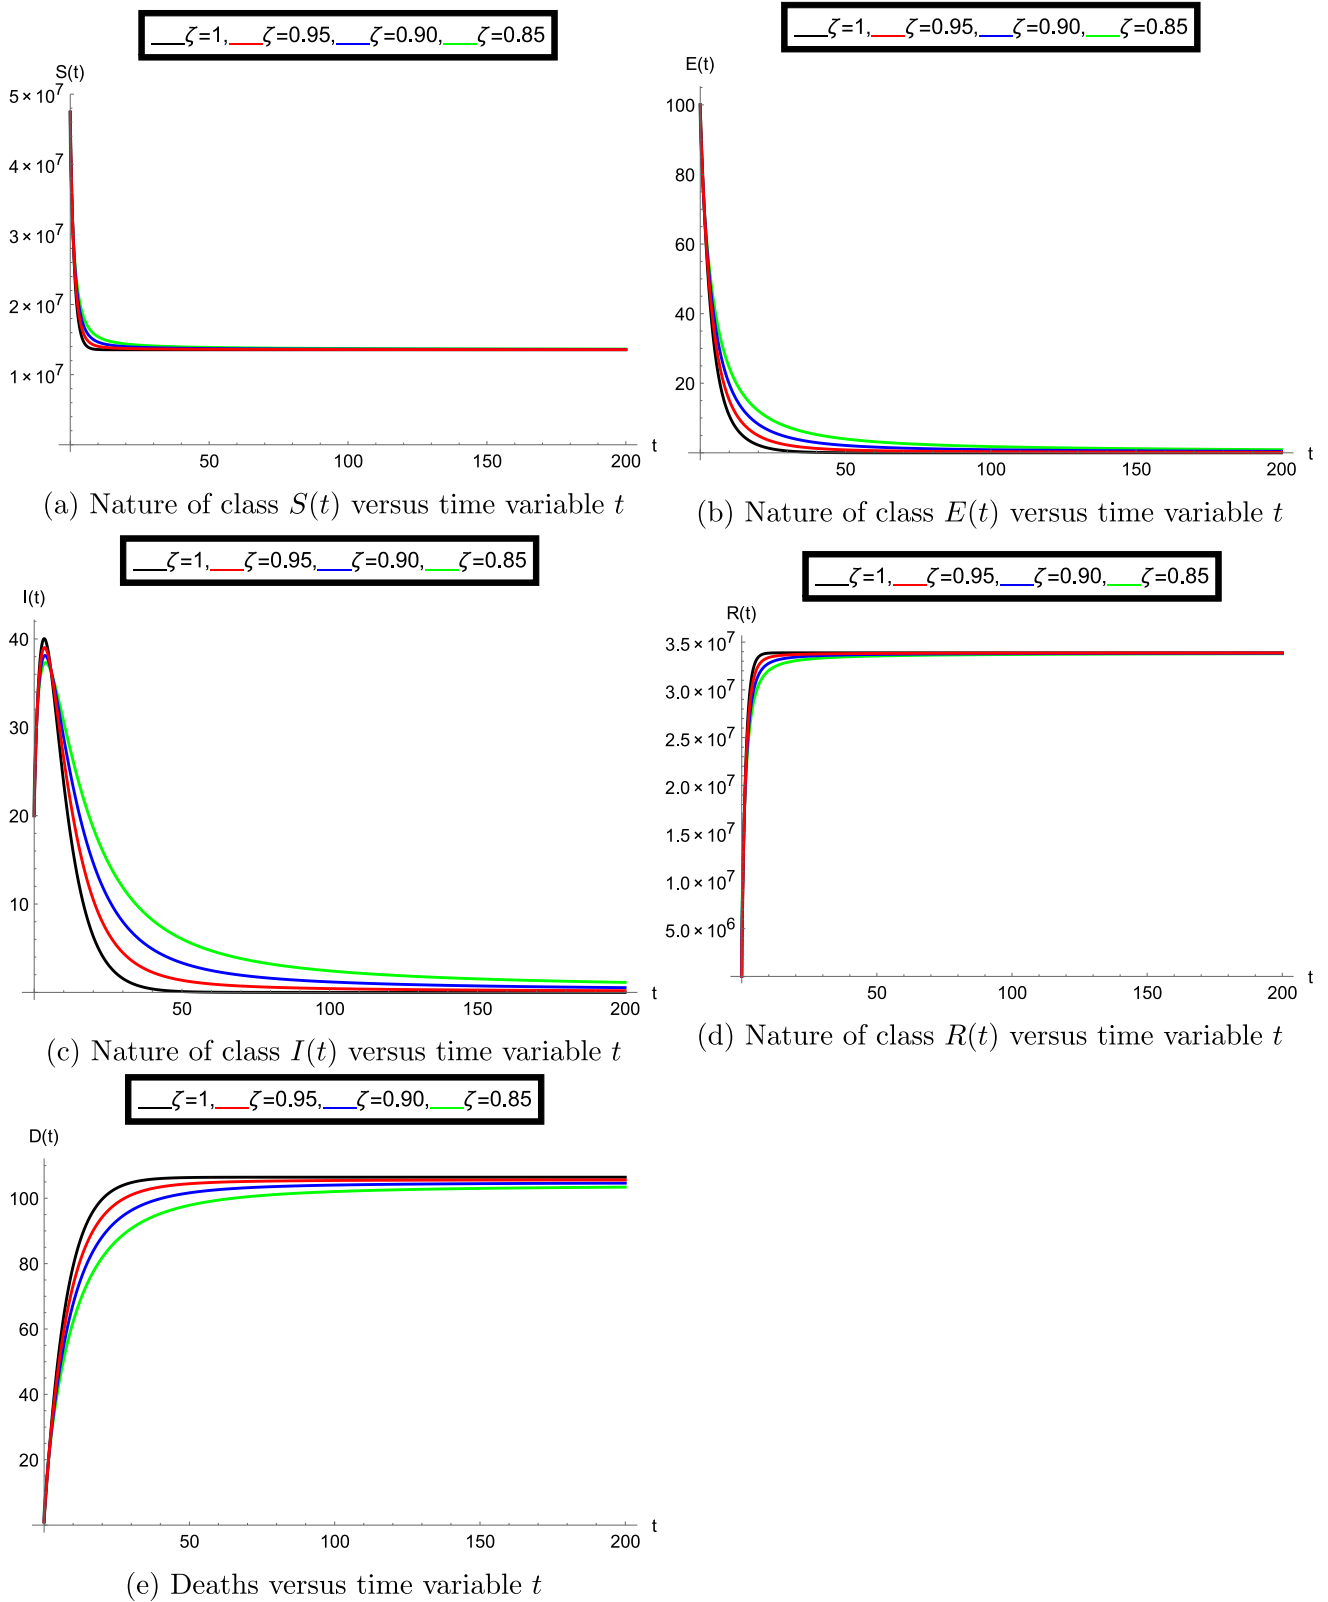 ζ=1, ζ=0.95, ζ=0.90, ζ=0.85
S(t)
5 × 10^7
4 × 10^7
3 × 10^7
2 × 10^7
1 × 10^7
50 100 150 200 t
(a) Nature of class S(t) versus time variable t
ζ=1, ζ=0.95, ζ=0.90, ζ=0.85
E(t)
100
80
60
40
20
50 100 150 200 t
(b) Nature of class E(t) versus time variable t
ζ=1, ζ=0.95, ζ=0.90, ζ=0.85
I(t)
40
30
20
10
50 100 150 200 t
(c) Nature of class I(t) versus time variable t
ζ=1, ζ=0.95, ζ=0.90, ζ=0.85
R(t)
3.5 × 10^7
3.0 × 10^7
2.5 × 10^7
2.0 × 10^7
1.5 × 10^7
1.0 × 10^7
5.0 × 10^6
50 100 150 200 t
(d) Nature of class R(t) versus time variable t
ζ=1, ζ=0.95, ζ=0.90, ζ=0.85
D(t)
100
80
60
40
20
50 100 150 200 t
(e) Deaths versus time variable t